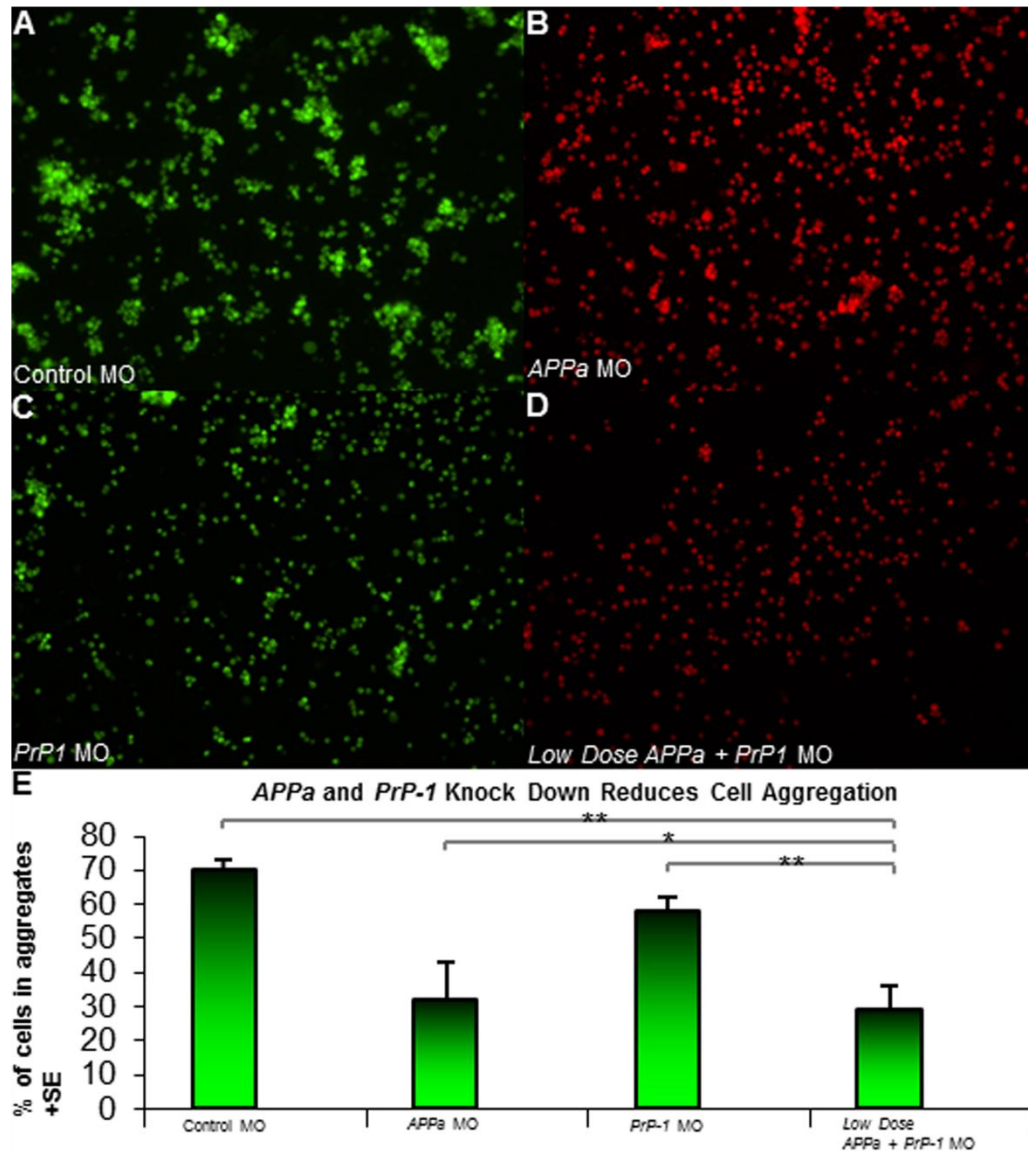 A
B
Control MO
APPa MO
C
D
PrP1 MO
Low Dose APPa + PrP1 MO
E
APPa and PrP-1 Knock Down Reduces Cell Aggregation
**
*
**
% of cells in aggregates
+SE
80
70
60
50
40
30
20
10
0
Control MO
APPa MO
PrP-1 MO
Low Dose
APPa + PrP-1 MO